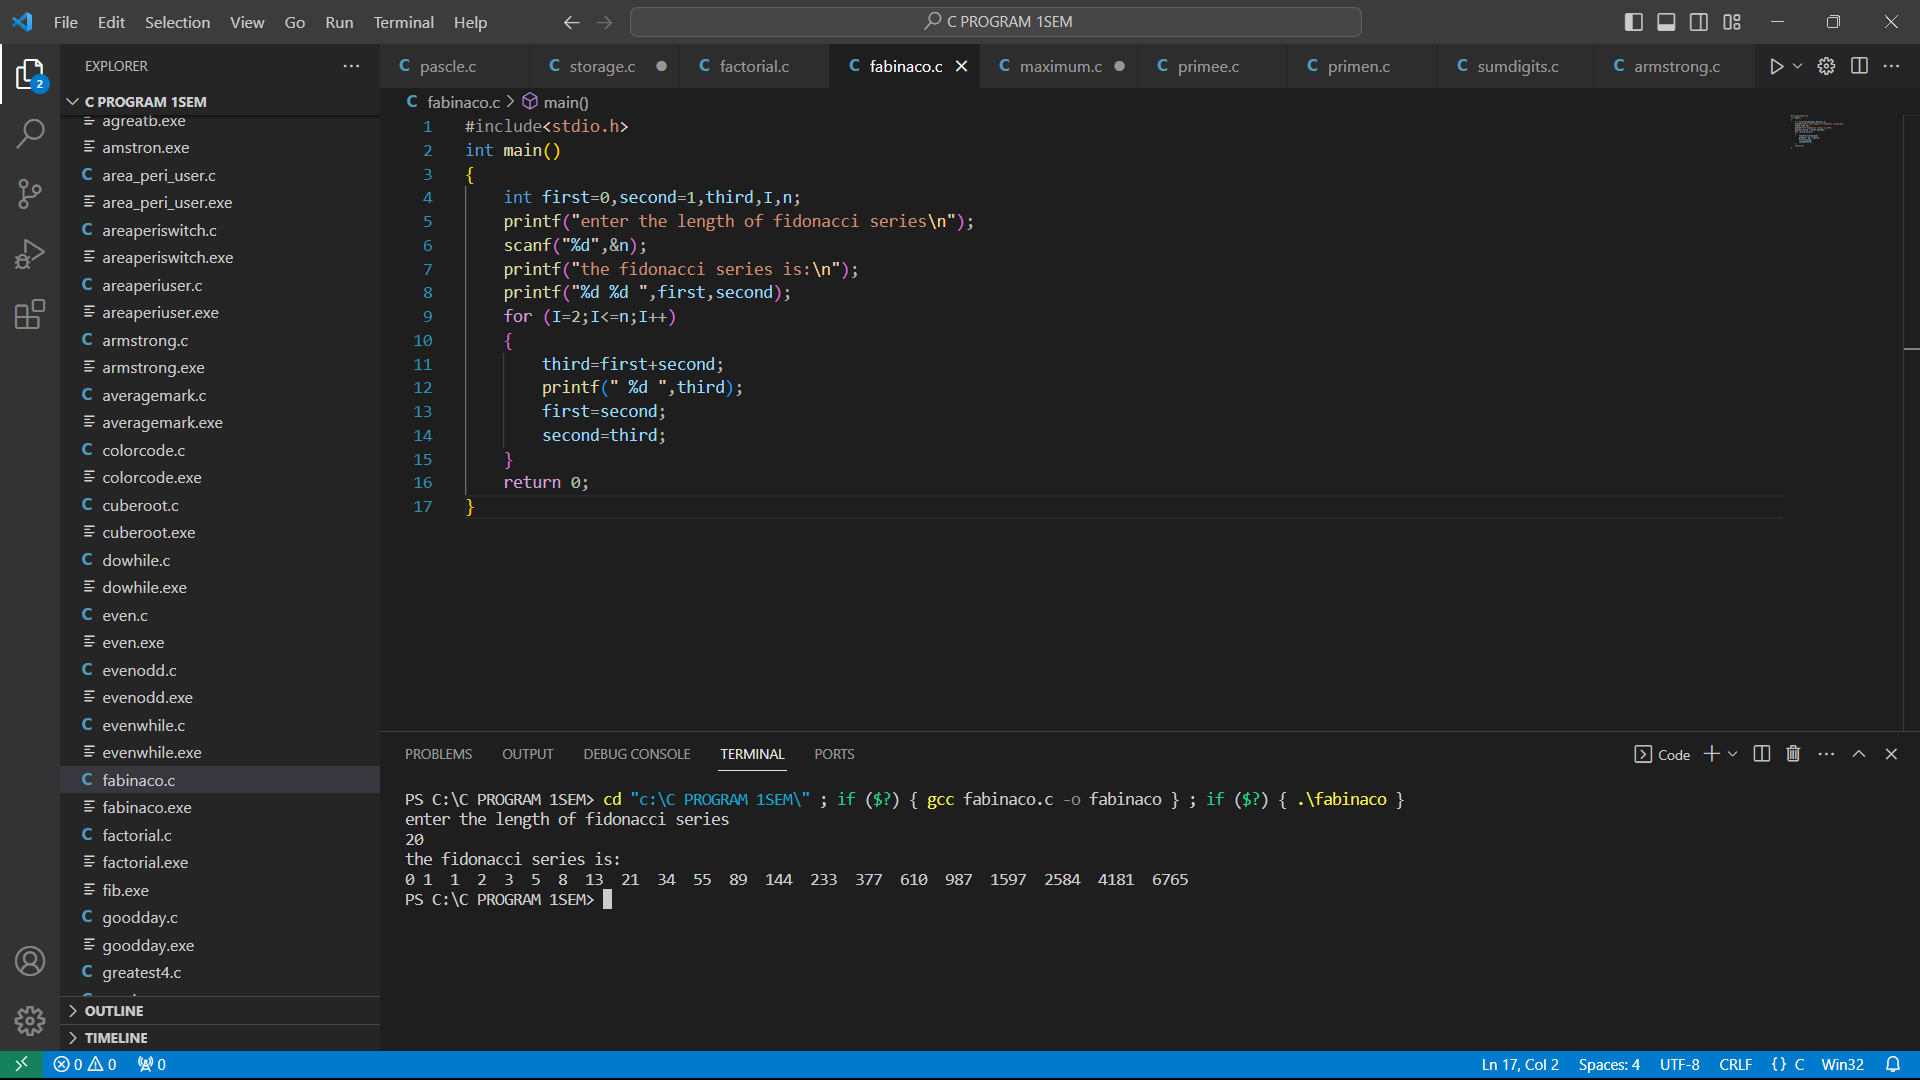 File Edit Selection View Go Run Terminal Help
C PROGRAM 1SEM
2
EXPLORER
C PROGRAM 1SEM
agreatb.exe
amstron.exe
C area_peri_user.c
area_peri_user.exe
C areaperiswitch.c
areaperiswitch.exe
C areaperiuser.c
areaperiuser.exe
C armstrong.c
armstrong.exe
C averagemark.c
averagemark.exe
C colorcode.c
colorcode.exe
C cuberoot.c
cuberoot.exe
C dowhile.c
dowhile.exe
C even.c
even.exe
C evenodd.c
evenodd.exe
C evenwhile.c
evenwhile.exe
C fabinaco.c
fabinaco.exe
C factorial.c
factorial.exe
fib.exe
C goodday.c
goodday.exe
C greatest4.c
OUTLINE
TIMELINE
C pascle.c C storage.c C factorial.c C fabinaco.c C maximum.c C primee.c C primen.c C sumdigits.c C armstrong.c
C fabinaco.c > main()
1 #include<stdio.h>
2 int main()
3 {
4 int first=0,second=1,third,I,n;
5 printf("enter the length of fidonacci series\n");
6 scanf("%d",&n);
7 printf("the fidonacci series is:\n");
8 printf("%d %d ",first,second);
9 for (I=2;I<=n;I++)
10 {
11 third=first+second;
12 printf(" %d ",third);
13 first=second;
14 second=third;
15 }
16 return 0;
17 }
PROBLEMS OUTPUT DEBUG CONSOLE TERMINAL PORTS
Code
PS C:\C PROGRAM 1SEM> cd "c:\C PROGRAM 1SEM\" ; if ($?) { gcc fabinaco.c -o fabinaco } ; if ($?) { .\fabinaco }
enter the length of fidonacci series
20
the fidonacci series is:
0 1 1 2 3 5 8 13 21 34 55 89 144 233 377 610 987 1597 2584 4181 6765
PS C:\C PROGRAM 1SEM>
0 0 0
Ln 17, Col 2 Spaces: 4 UTF-8 CRLF {} C Win32